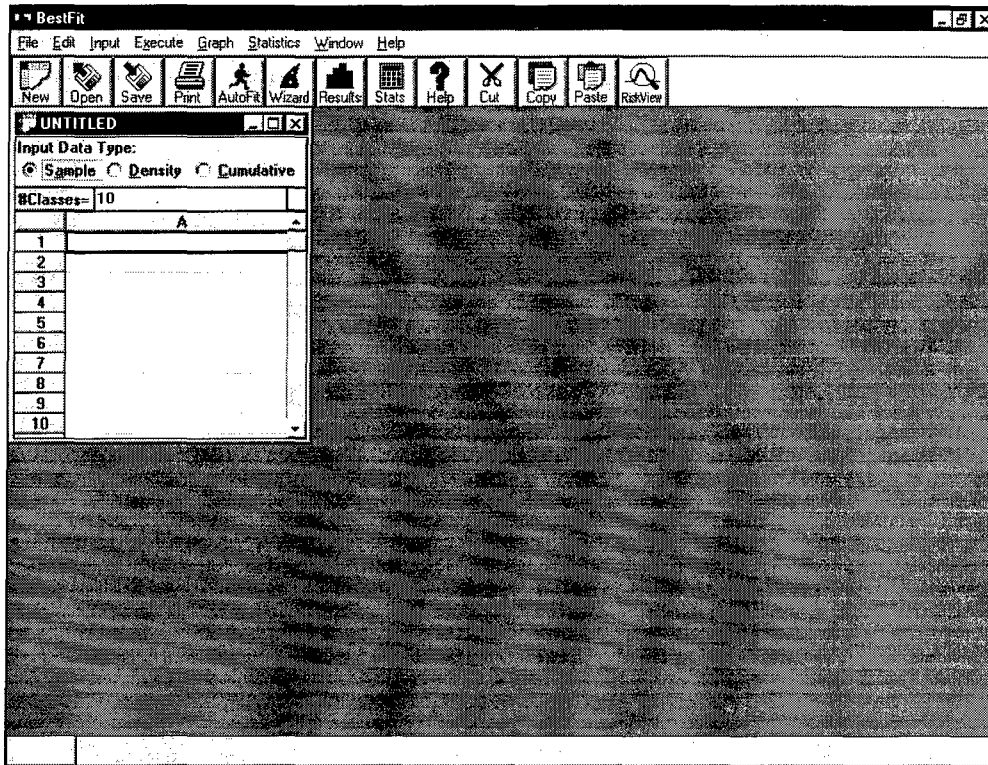 BestFit
File Edit Input Execute Graph Statistics Window Help
New Open Save Print AutoFit Wizard Results Stats Help Cut Copy Paste RiskView
UNTITLED
Input Data Type:
Sample Density Cumulative
#Classes= 10
A
1
2
3
4
5
6
7
8
9
10